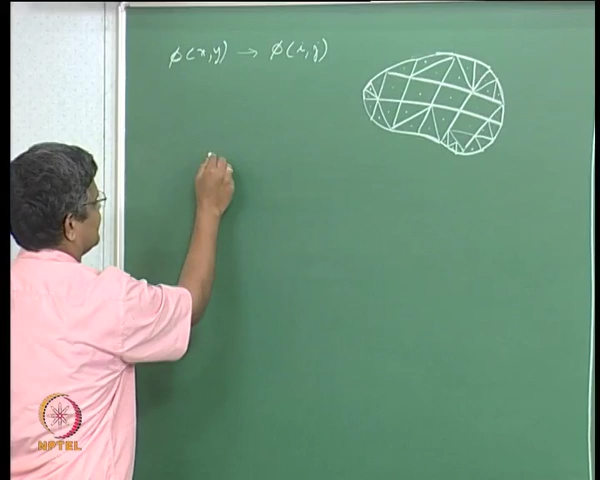 φ(x,y) → φ(i,j)
NPTEL